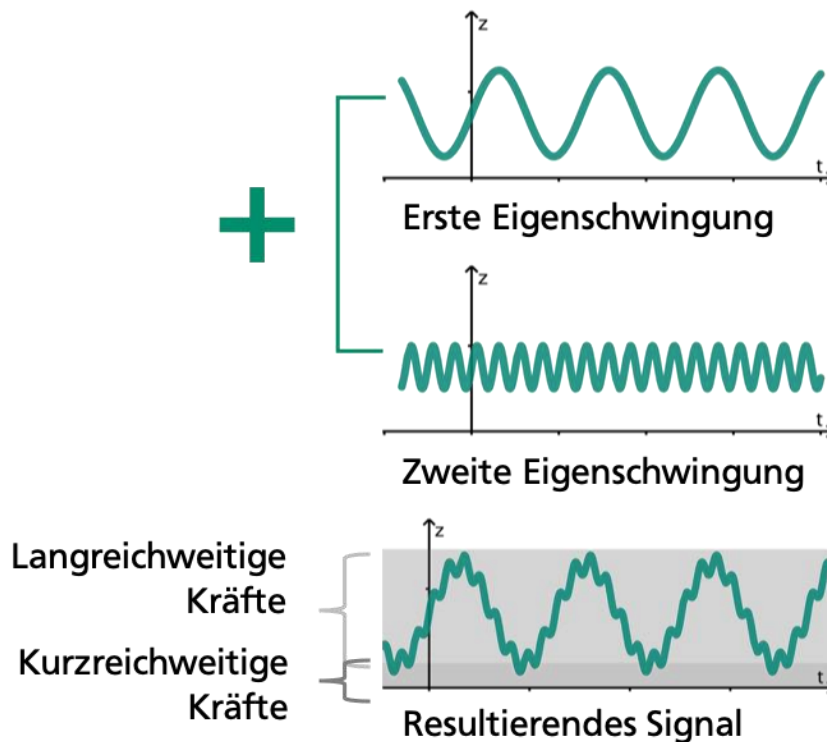 z
t
Erste Eigenschwingung
z
t
Zweite Eigenschwingung
Langreichweitige
Kräfte
Kurzreichweitige
Kräfte
z
t
Resultierendes Signal